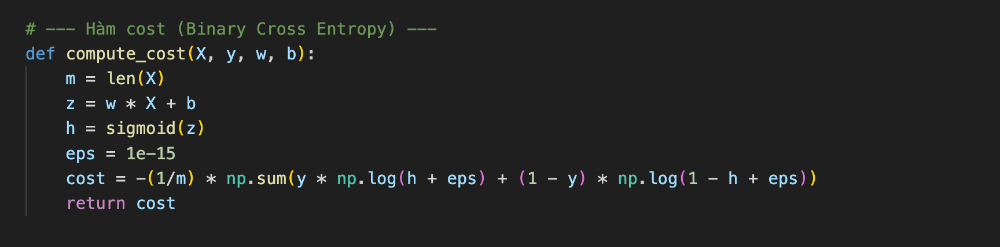 # --- Hàm cost (Binary Cross Entropy) ---
def compute_cost(X, y, w, b):
    m = len(X)
    z = w * X + b
    h = sigmoid(z)
    eps = 1e-15
    cost = -(1/m) * np.sum(y * np.log(h + eps) + (1 - y) * np.log(1 - h + eps))
    return cost